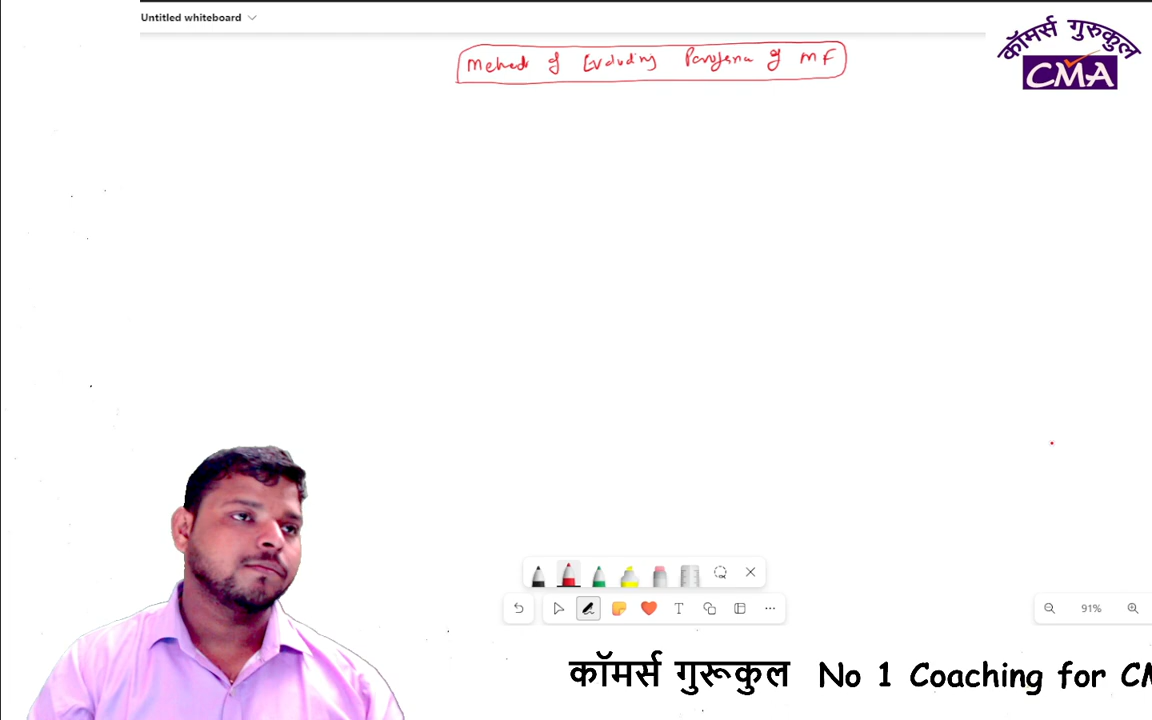 Untitled whiteboard
Method of Evaluating Performance of MF
कॉमर्स गुरुकुल
CMA
91%
कॉमर्स गुरूकुल No 1 Coaching for CM